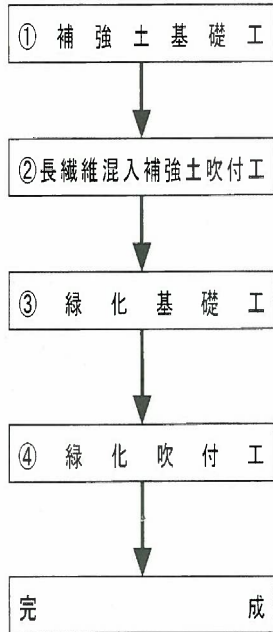 ①補強土基礎工
②長繊維混入補強土吹付工
③緑化基礎工
④緑化吹付工
完成